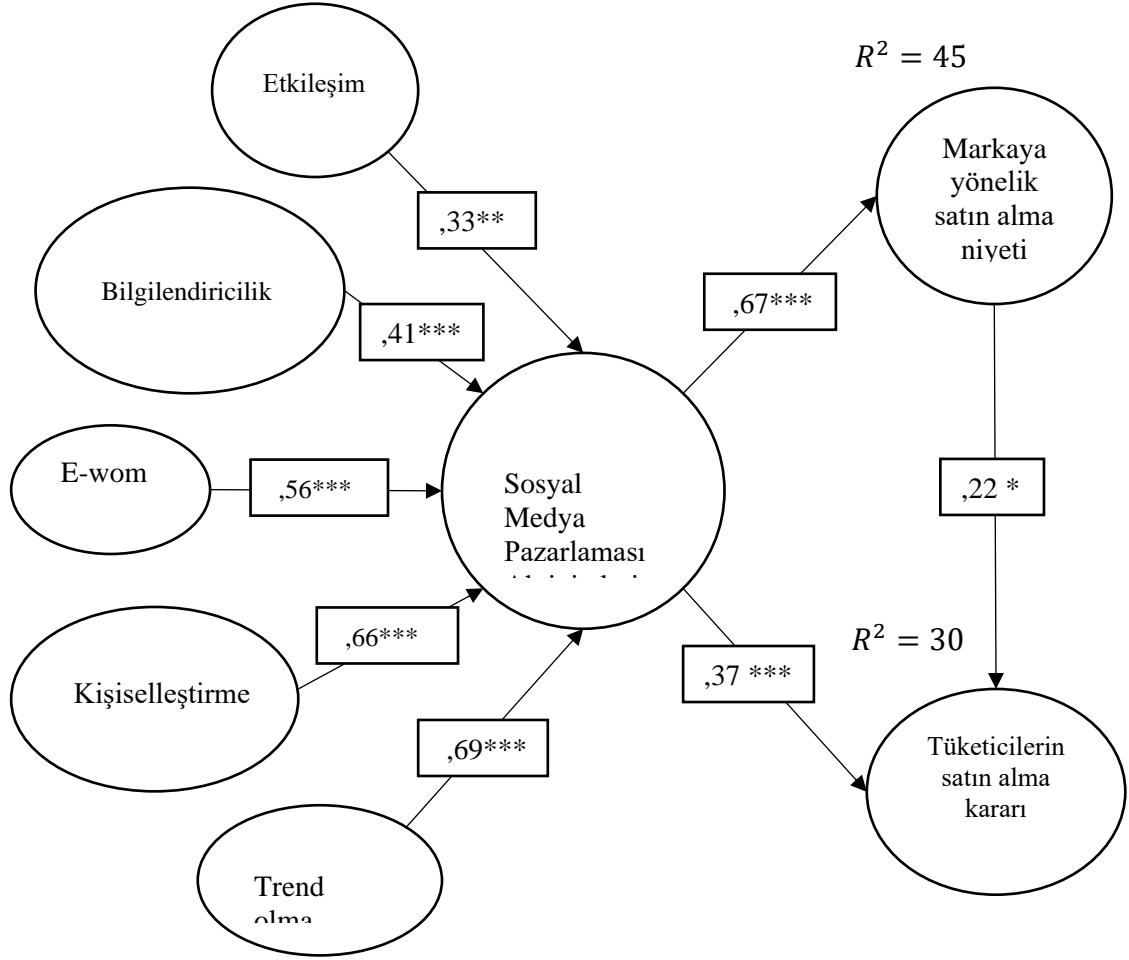 Etkileşim
,33**
Bilgilendiricilik
,41***
E-wom
,56***
Kişiselleştirme
,66***
Trend
olma
,69***
Sosyal
Medya
Pazarlaması
,67***
R² = 45
Markaya
yönelik
satın alma
niyeti
,22 *
,37 ***
R² = 30
Tüketicilerin
satın alma
kararı